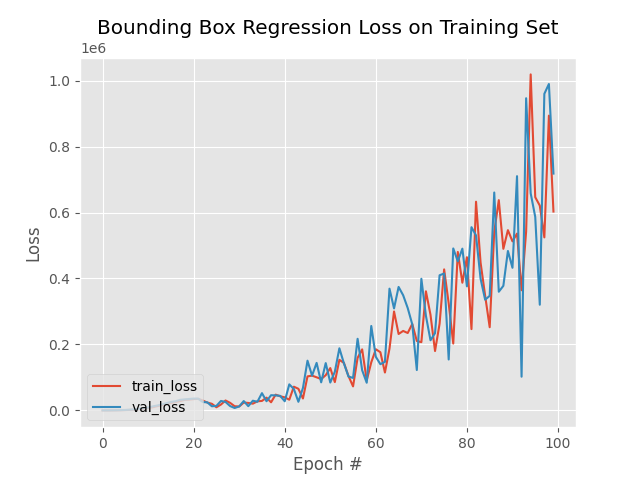 Bounding Box Regression Loss on Training Set
1e6
1.0
0.8
0.6
0.4
0.2
0.0
Loss
train_loss
val_loss
0 20 40 60 80 100
Epoch #